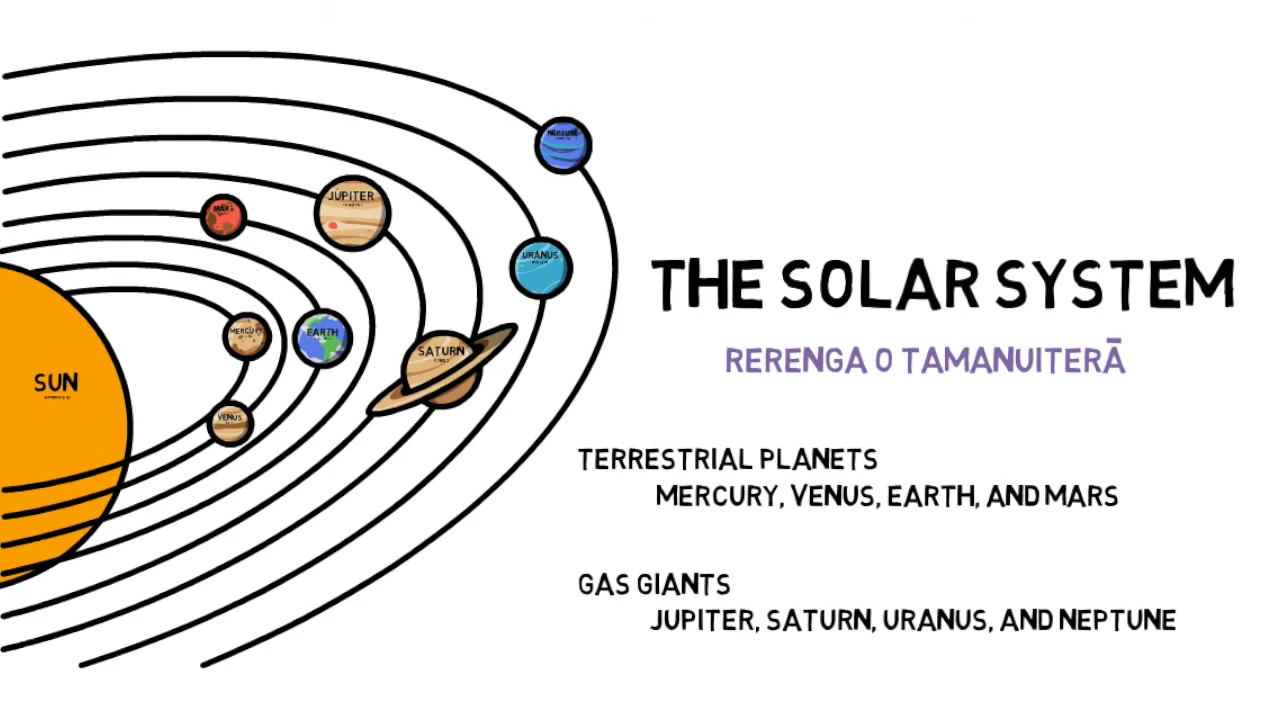 NEPTUNE
MARS
JUPITER
URANUS
MERCURY
EARTH
SATURN
SUN
VENUS
THE SOLAR SYSTEM
RERENGA O TAMANUITERĀ
TERRESTRIAL PLANETS
MERCURY, VENUS, EARTH, AND MARS
GAS GIANTS
JUPITER, SATURN, URANUS, AND NEPTUNE